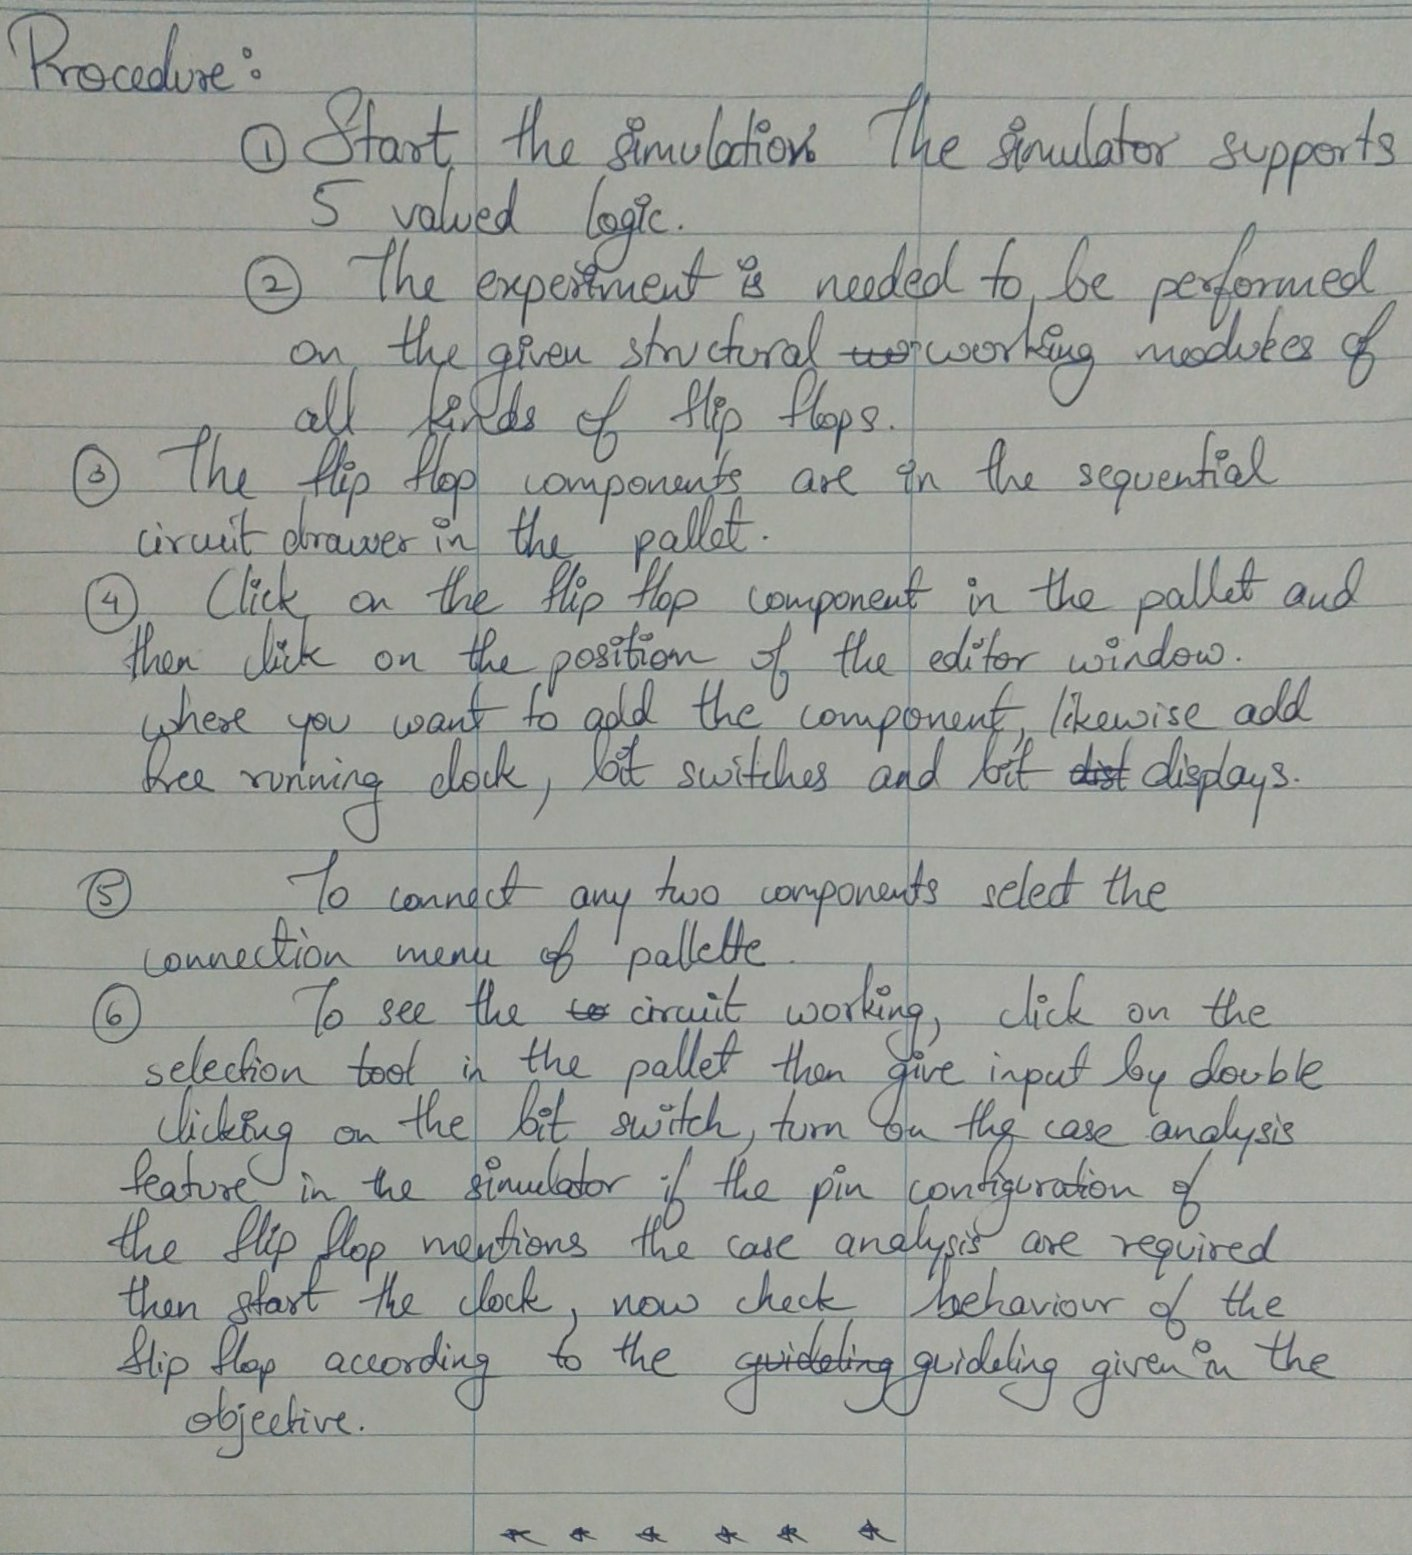 Procedure:
① Start the simulation. The simulator supports
5 valued logic.
② The experiment is needed to be performed
on the given structural working modules of
all kinds of flip flops.
③ The flip flop components are in the sequential
circuit drawer in the pallet.
④ Click on the flip flop component in the pallet and
then click on the position of the editor window.
where you want to add the component, likewise add
free running clock, bit switches and bit displays.
⑤ To connect any two components select the
connection menu of pallette.
⑥ To see the circuit working, click on the
selection tool in the pallet then give input by double
clicking on the bit switch, turn on the case analysis
feature in the simulator if the pin configuration of
the flip flop mentions the case analysis are required
then start the clock, now check behaviour of the
flip flop according to the guideling guideling given in the
objective.
* * * * * *